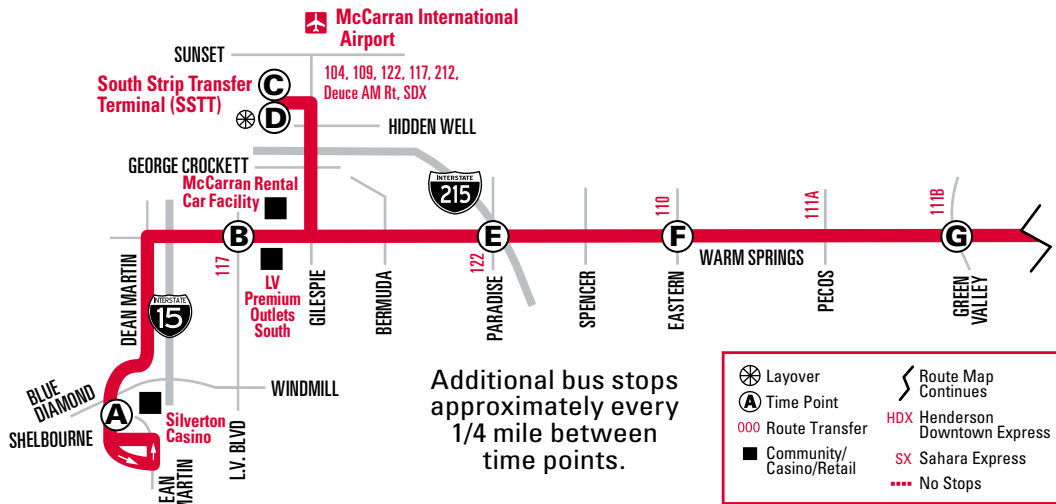 McCarran International
Airport
SUNSET
South Strip Transfer
Terminal (SSTT)
C
D
104, 109, 122, 117, 212,
Deuce AM Rt, SDX
HIDDEN WELL
GEORGE CROCKETT
McCarran Rental
Car Facility
INTERSTATE
215
B
117
E
122
110
F
111A
111B
G
WARM SPRINGS
DEAN MARTIN
INTERSTATE
15
LV
Premium
Outlets
South
GILESPIE
BERMUDA
PARADISE
SPENCER
EASTERN
PECOS
GREEN
VALLEY
BLUE
DIAMOND
WINDMILL
A
SHELBOURNE
Silverton
Casino
L.V. BLVD
EAN
MARTIN
Additional bus stops
approximately every
1/4 mile between
time points.
Layover
A Time Point
000 Route Transfer
Community/
Casino/Retail
Route Map
Continues
HDX Henderson
Downtown Express
SX Sahara Express
No Stops